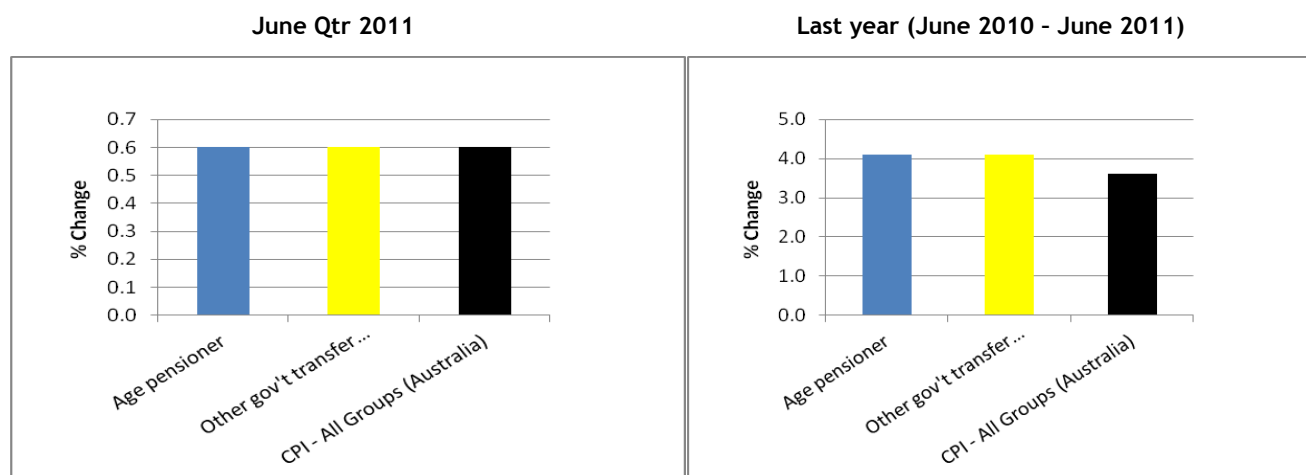 June Qtr 2011
% Change
0.7
0.6
0.5
0.4
0.3
0.2
0.1
0.0
Age pensioner
Other gov't transfer...
CPI - All Groups (Australia)
Last year (June 2010 – June 2011)
% Change
5.0
4.0
3.0
2.0
1.0
0.0
Age pensioner
Other gov't transfer...
CPI - All Groups (Australia)